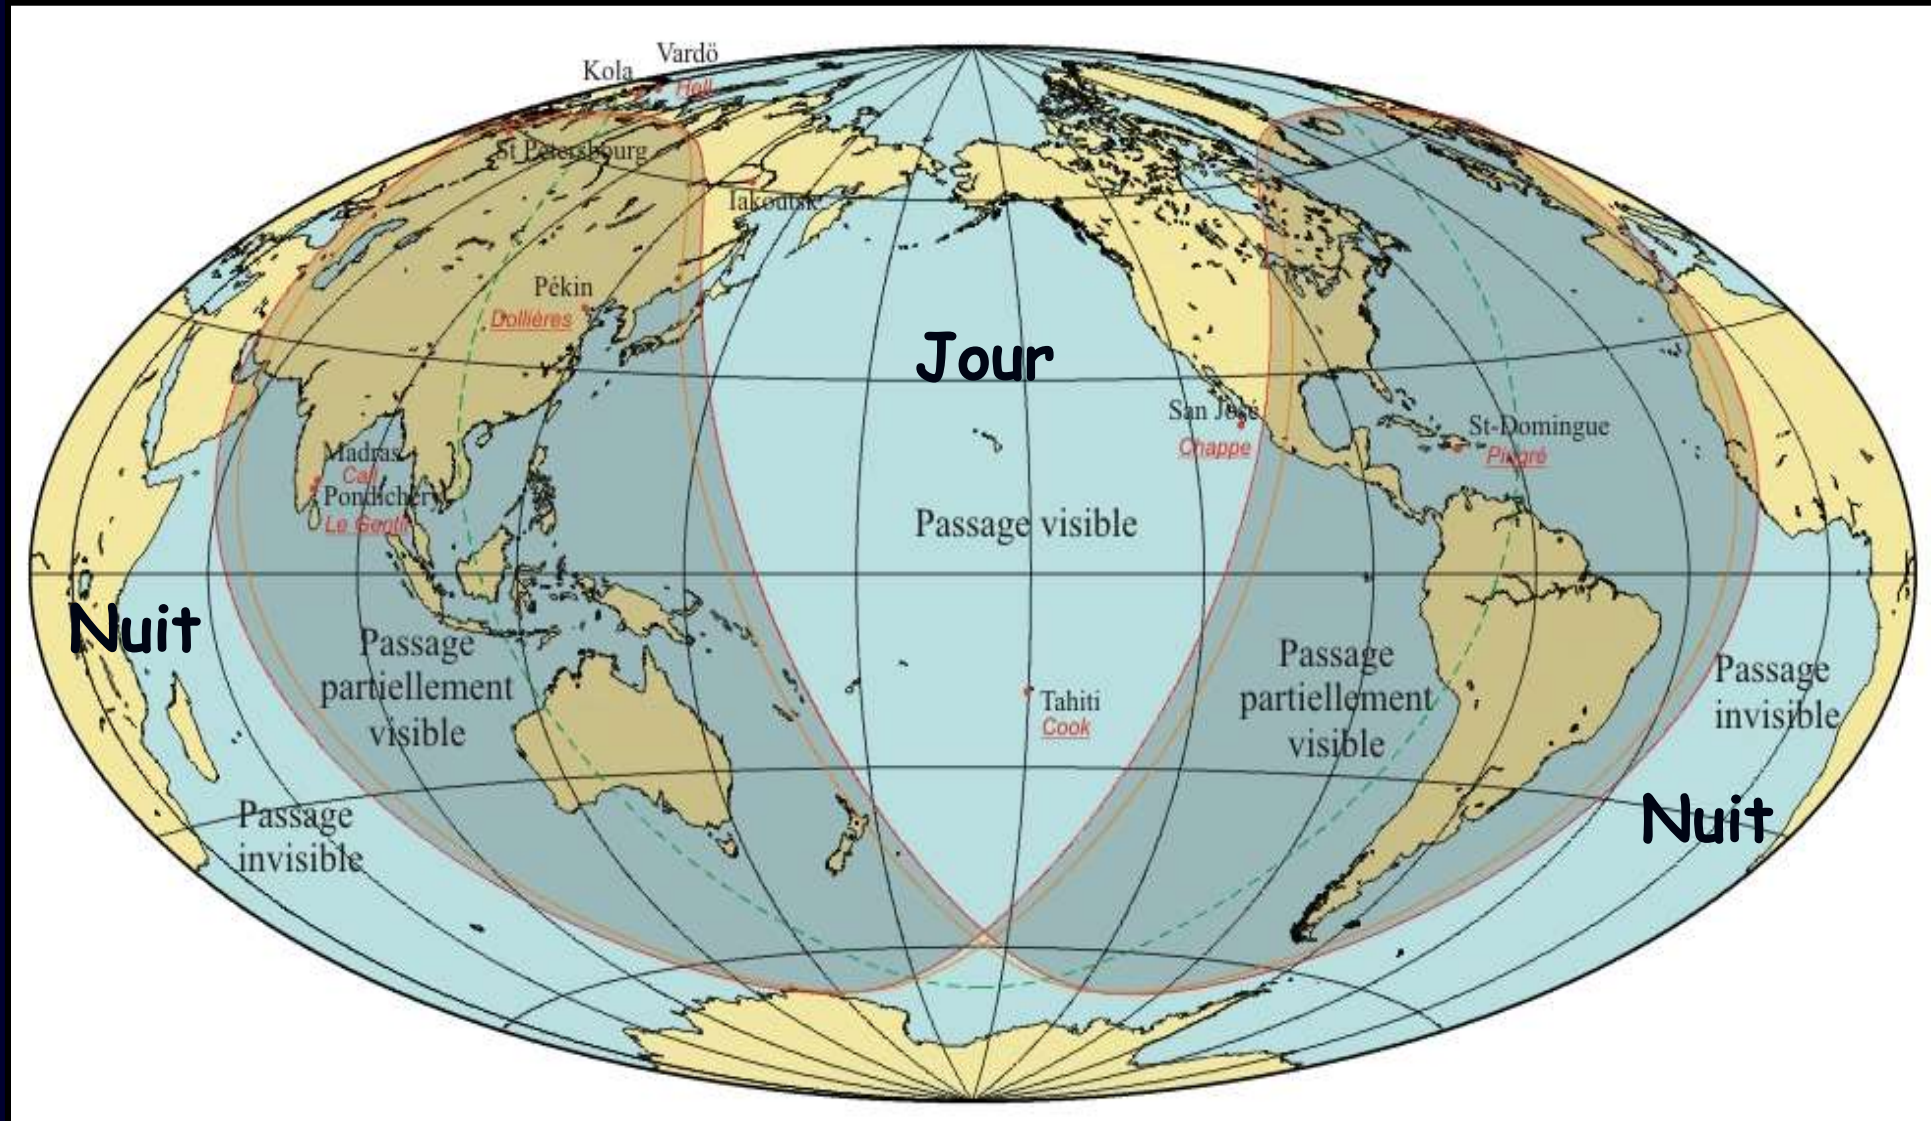 Vardö
Kola
Hell
St Petersbourg
Iakoutsk
Pékin
Dollières
Jour
San José
Chappe
St-Domingue
Pingré
Madras
Call
Pondichéry
Le Gentil
Passage visible
Nuit
Passage
partiellement
visible
Passage
partiellement
visible
Passage
invisible
Tahiti
Cook
Passage
invisible
Nuit